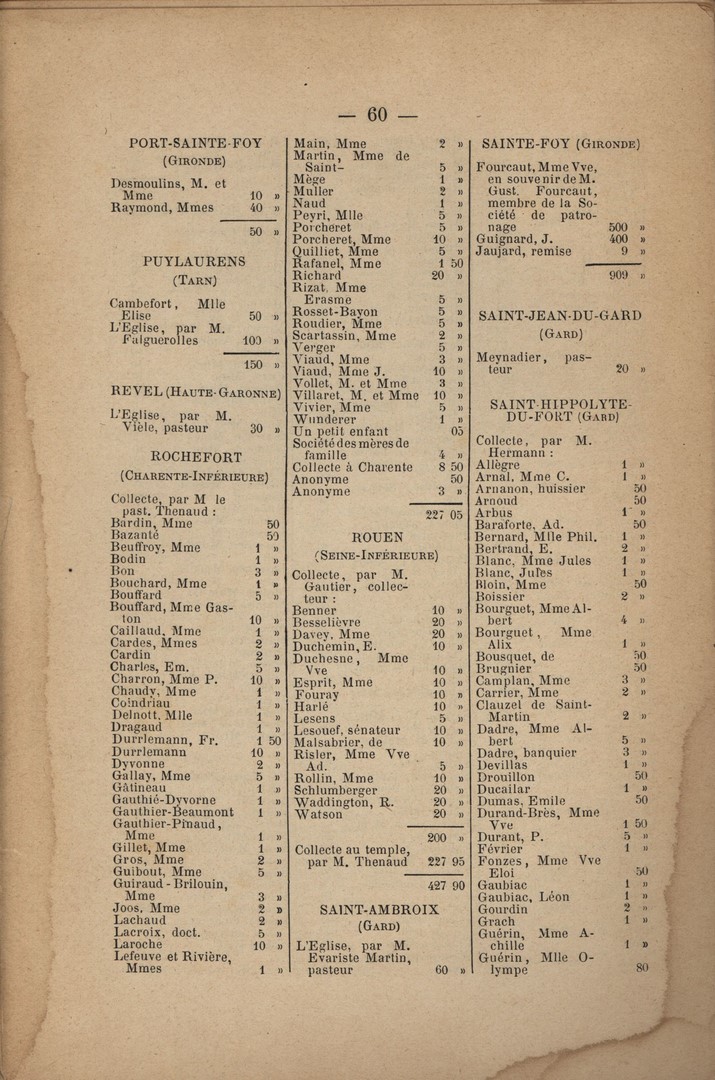 — 60 —
PORT-SAINTE-FOY
(GIRONDE)
Desmoulins, M. et
Mme 10 »
Raymond, Mmes 40 »
50 »
PUYLAURENS
(TARN)
Cambefort, Mlle
Elise 50 »
L'Eglise, par M.
Falguerolles 100 »
150 »
REVEL (HAUTE-GARONNE)
L'Eglise, par M.
Vièle, pasteur 30 »
ROCHEFORT
(CHARENTE-INFÉRIEURE)
Collecte, par M le
past. Thenaud :
Bardin, Mme 50
Bazanté 50
Beuffroy, Mme 1 »
Bodin 1 »
Bon 3 »
Bouchard, Mme 1 »
Bouffard 5 »
Bouffard, Mme Gas-
ton 10 »
Caillaud, Mme 1 »
Cardes, Mmes 2 »
Cardin 2 »
Charles, Em. 5 »
Charron, Mme P. 10 »
Chaudy, Mme 1 »
Coindriau 1 »
Delnott, Mlle 1 »
Dragaud 1 »
Durrlemann, Fr. 1 50
Durrlemann 10 »
Dyvonne 2 »
Gallay, Mme 5 »
Gâtineau 1 »
Gauthié-Dyvorne 1 »
Gauthier-Beaumont 1 »
Gauthier-Pinaud,
Mme 1 »
Gillet, Mme 1 »
Gros, Mme 2 »
Guibout, Mme 5 »
Guiraud-Brilouin,
Mme 3 »
Joos, Mme 2 »
Lachaud 2 »
Lacroix, doct. 5 »
Laroche 10 »
Lefeuve et Rivière,
Mmes 1 »
Main, Mme 2 »
Martin, Mme de
Saint- 5 »
Mège 1 »
Muller 2 »
Naud 1 »
Peyri, Mlle 5 »
Porcheret 5 »
Porcheret, Mme 10 »
Quilliet, Mme 5 »
Rafanel, Mme 1 50
Richard 20 »
Rizat, Mme
Erasme 5 »
Rosset-Bayon 5 »
Roudier, Mme 5 »
Scartassin, Mme 2 »
Verger 5 »
Viaud, Mme 3 »
Viaud, Mme J. 10 »
Vollet, M. et Mme 3 »
Villaret, M. et Mme 10 »
Vivier, Mme 5 »
Wunderer 1 »
Un petit enfant 05
Société des mères de
famille 4 »
Collecte à Charente 8 50
Anonyme 50
Anonyme 3 »
227 05
ROUEN
(SEINE-INFÉRIEURE)
Collecte, par M.
Gautier, collec-
teur :
Benner 10 »
Besselièvre 20 »
Davey, Mme 20 »
Duchemin, E. 10 »
Duchesne, Mme
Vve 10 »
Esprit, Mme 10 »
Fouray 10 »
Harlé 10 »
Lesens 5 »
Lesouef, sénateur 10 »
Malsabrier, de 10 »
Risler, Mme Vve
Ad. 5 »
Rollin, Mme 10 »
Schlumberger 20 »
Waddington, R. 20 »
Watson 20 »
200 »
Collecte au temple,
par M. Thenaud 227 95
427 90
SAINT-AMBROIX
(GARD)
L'Eglise, par M.
Evariste Martin,
pasteur 60 »
SAINTE-FOY (GIRONDE)
Fourcaut, Mme Vve,
en souvenir de M.
Gust. Fourcaut,
membre de la So-
ciété de patro-
nage 500 »
Guignard, J. 400 »
Jaujard, remise 9 »
909 »
SAINT-JEAN-DU-GARD
(GARD)
Meynadier, pas-
teur 20 »
SAINT-HIPPOLYTE-
DU-FORT (GARD)
Collecte, par M.
Hermann :
Allègre 1 »
Arnal, Mme C. 1 »
Arnanon, huissier 50
Arnoud 50
Arbus 1 »
Baraforte, Ad. 50
Bernard, Mlle Phil. 1 »
Bertrand, E. 2 »
Blanc, Mme Jules 1 »
Blanc, Jules 1 »
Bloin, Mme 50
Boissier 2 »
Bourguet, Mme Al-
bert 4 »
Bourguet, Mme
Alix 1 »
Bousquet, de 50
Brugnier 50
Camplan, Mme 3 »
Carrier, Mme 2 »
Clauzel de Saint-
Martin 2 »
Dadre, Mme Al-
bert 5 »
Dadre, banquier 3 »
Devillas 1 »
Drouillon 50
Ducailar 1 »
Dumas, Emile 50
Durand-Brès, Mme
Vve 1 50
Durant, P. 5 »
Février 1 »
Fonzes, Mme Vve
Eloi 50
Gaubiac 1 »
Gaubiac, Léon 1 »
Gourdin 2 »
Grach 1 »
Guérin, Mme A-
chille 1 »
Guérin, Mlle O-
lympe 80